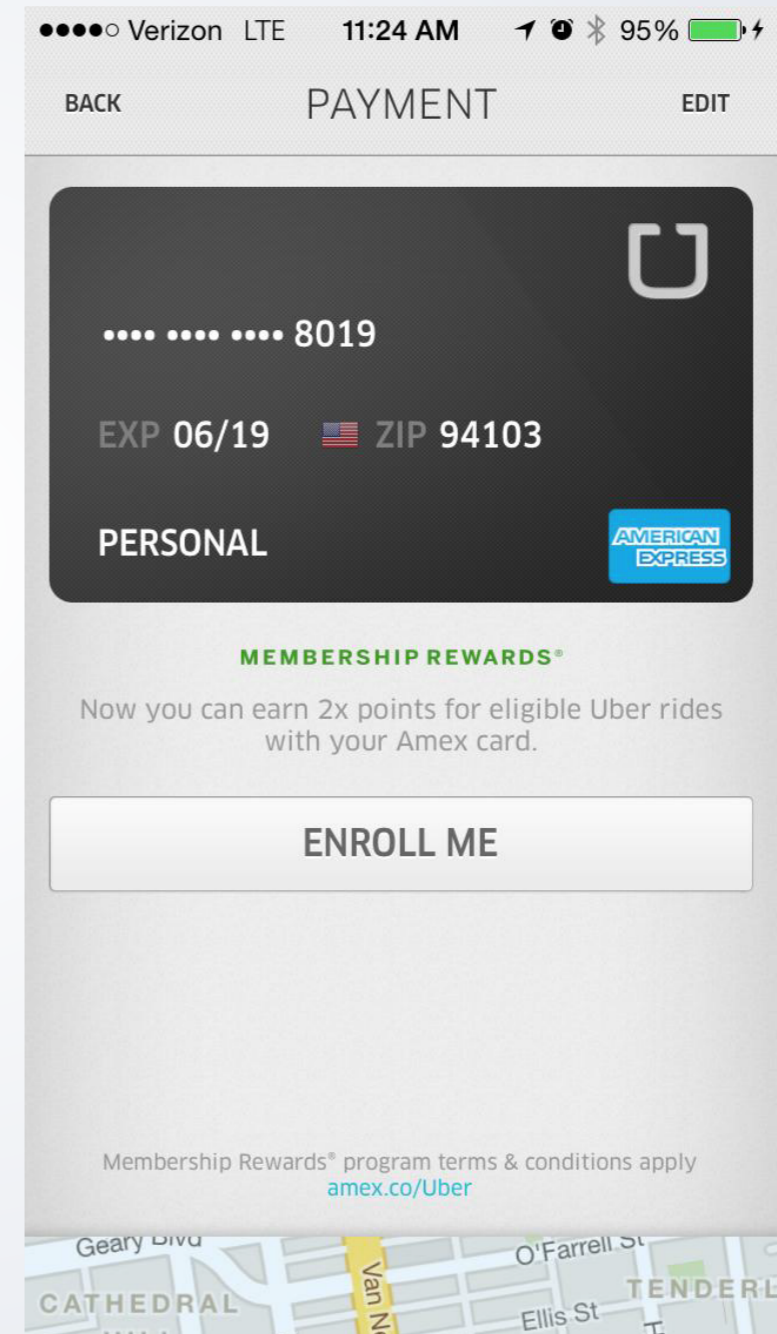 Verizon LTE 11:24 AM 95%
BACK PAYMENT EDIT
•••• •••• •••• 8019
EXP 06/19 ZIP 94103
PERSONAL
AMERICAN
EXPRESS
MEMBERSHIP REWARDS®
Now you can earn 2x points for eligible Uber rides
with your Amex card.
ENROLL ME
Membership Rewards® program terms & conditions apply
amex.co/Uber
Geary Blvd
O'Farrell St
Van
CATHEDRAL
Ellis St